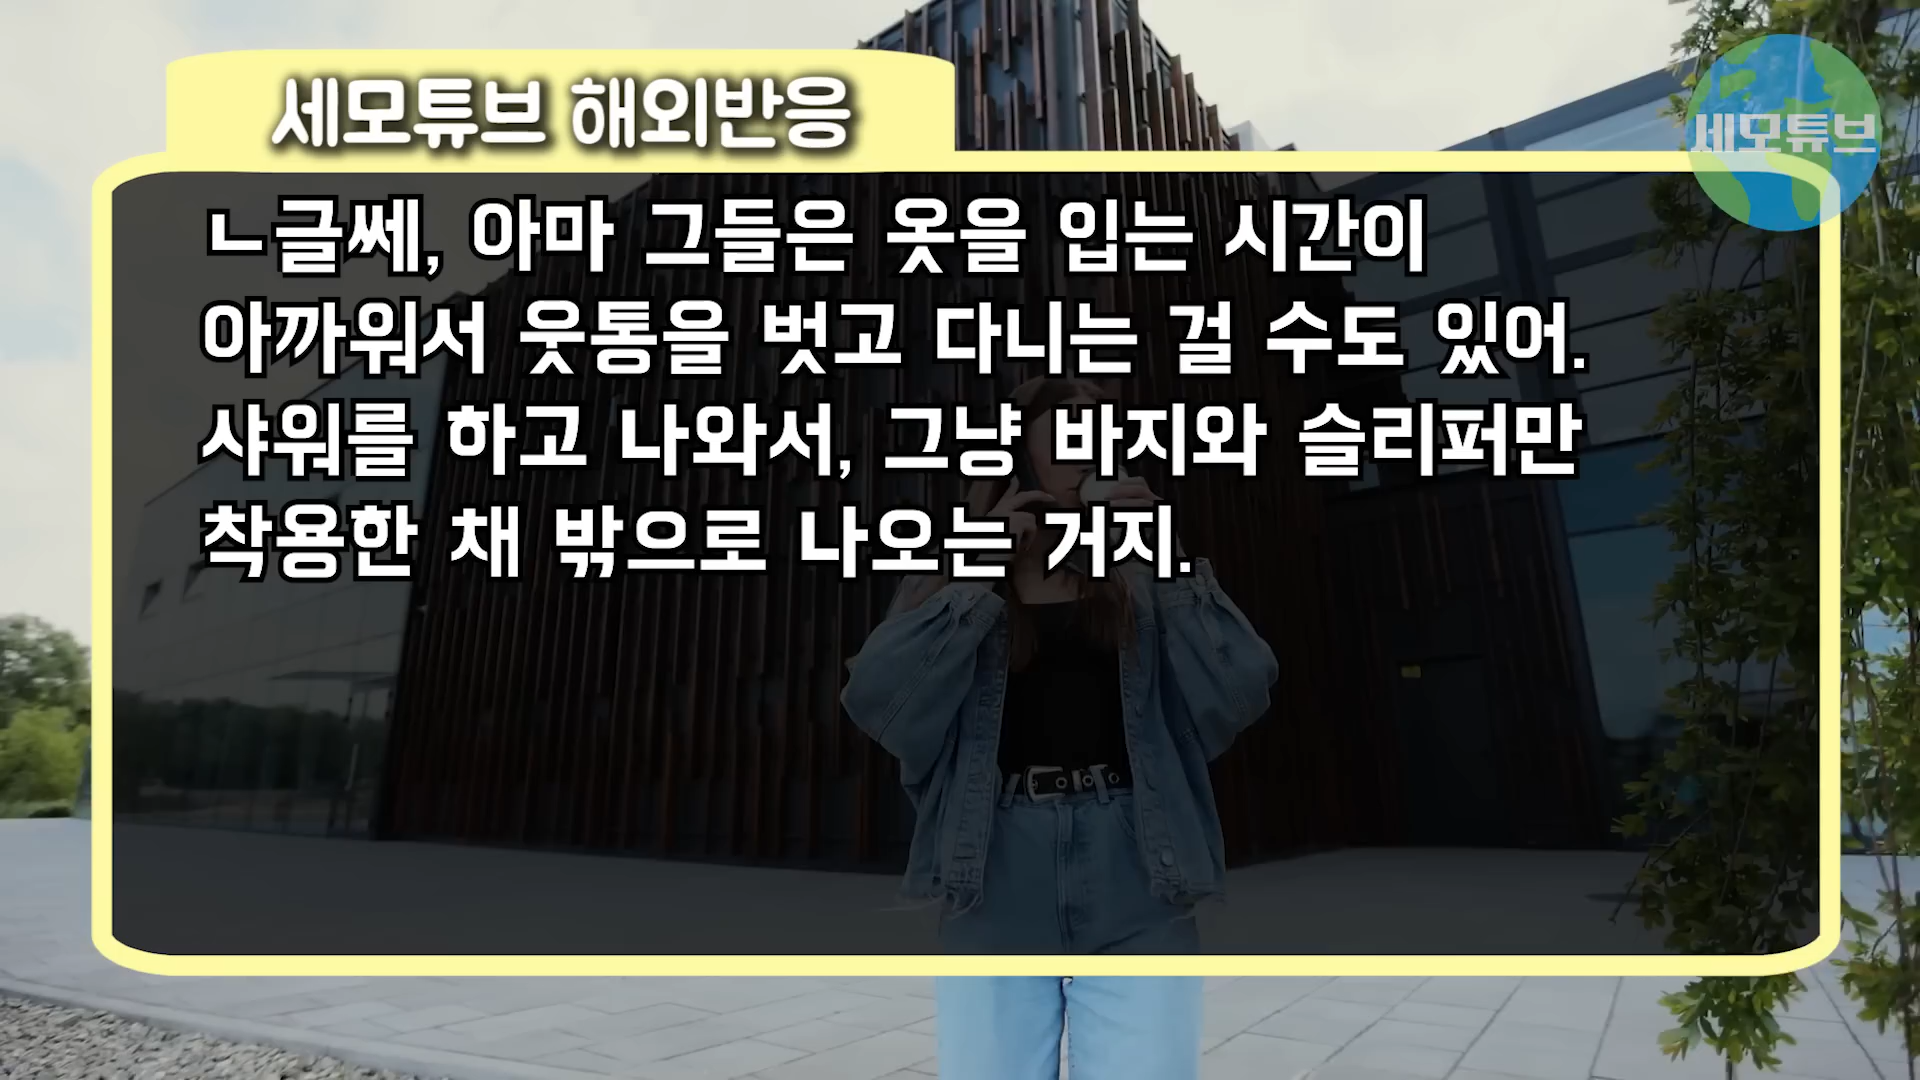 세모튜브 해외반응
세모튜브
ㄴ글쎄, 아마 그들은 옷을 입는 시간이
아까워서 웃통을 벗고 다니는 걸 수도 있어.
샤워를 하고 나와서, 그냥 바지와 슬리퍼만
착용한 채 밖으로 나오는 거지.